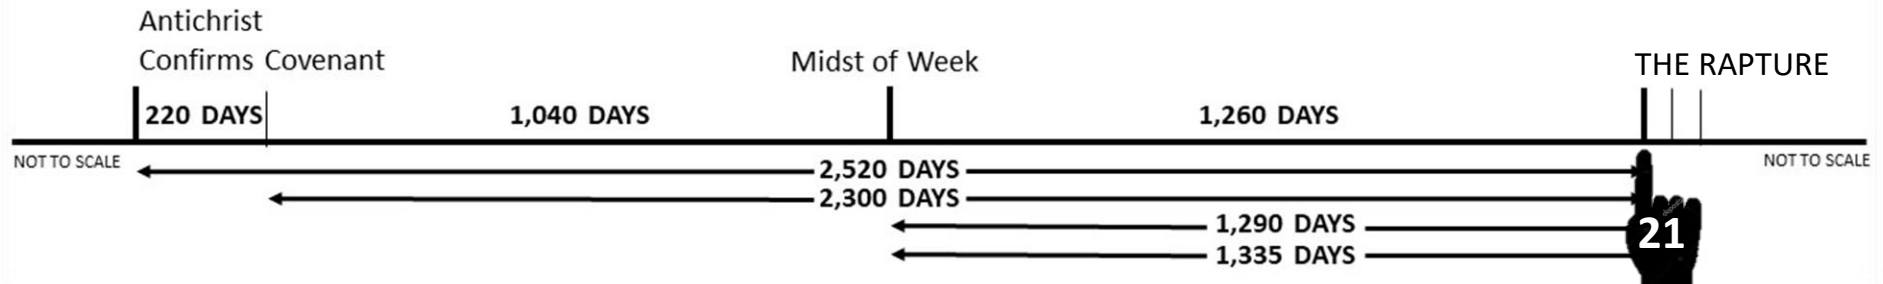 Antichrist
Confirms Covenant
Midst of Week
THE RAPTURE
220 DAYS
1,040 DAYS
1,260 DAYS
NOT TO SCALE
NOT TO SCALE
2,520 DAYS
2,300 DAYS
1,290 DAYS
21
1,335 DAYS